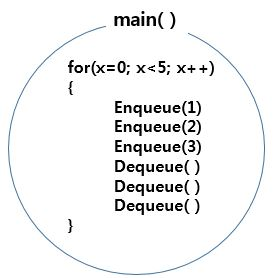 main( )
for(x=0; x<5; x++)
{
Enqueue(1)
Enqueue(2)
Enqueue(3)
Dequeue( )
Dequeue( )
Dequeue( )
}